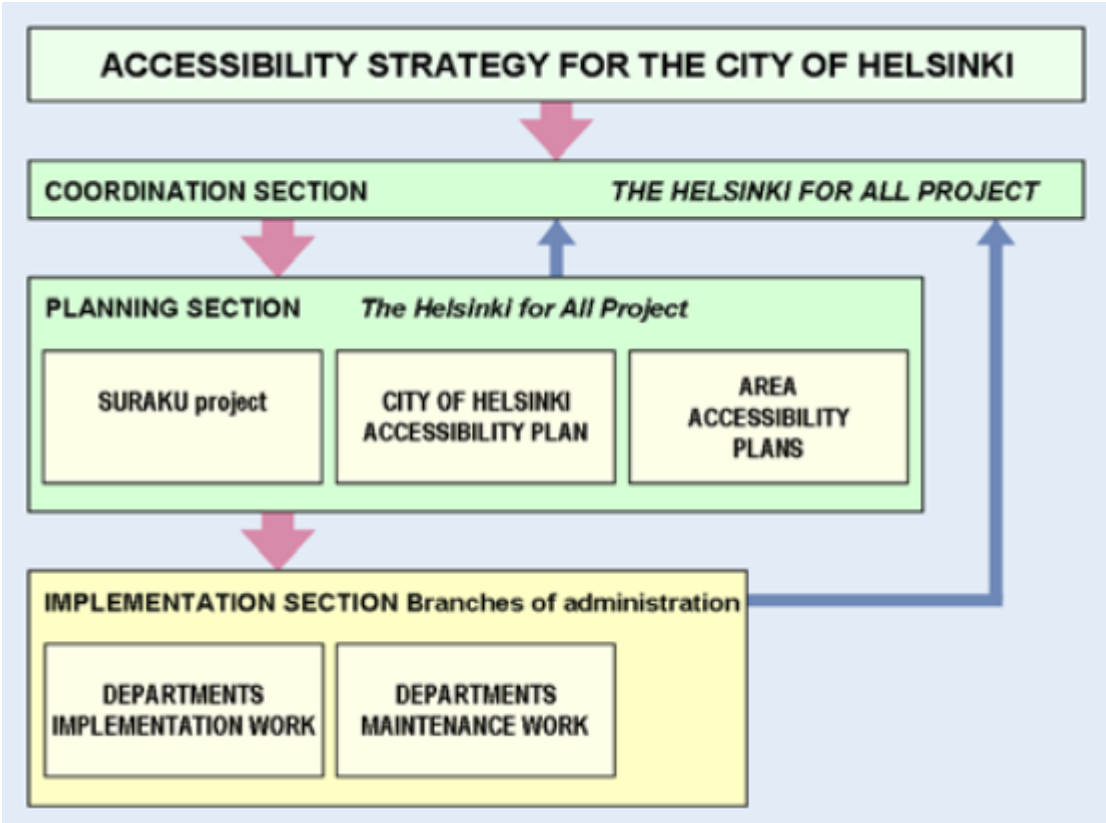 ACCESSIBILITY STRATEGY FOR THE CITY OF HELSINKI
COORDINATION SECTION THE HELSINKI FOR ALL PROJECT
PLANNING SECTION The Helsinki for All Project
SURAKU project
CITY OF HELSINKI
ACCESSIBILITY PLAN
AREA
ACCESSIBILITY
PLANS
IMPLEMENTATION SECTION Branches of administration
DEPARTMENTS
IMPLEMENTATION WORK
DEPARTMENTS
MAINTENANCE WORK